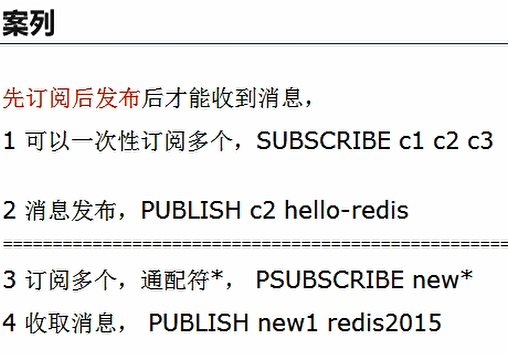 案列
先订阅后发布后才能收到消息，
1 可以一次性订阅多个，SUBSCRIBE c1 c2 c3
2 消息发布，PUBLISH c2 hello-redis
===================================================
3 订阅多个，通配符*， PSUBSCRIBE new*
4 收取消息， PUBLISH new1 redis2015